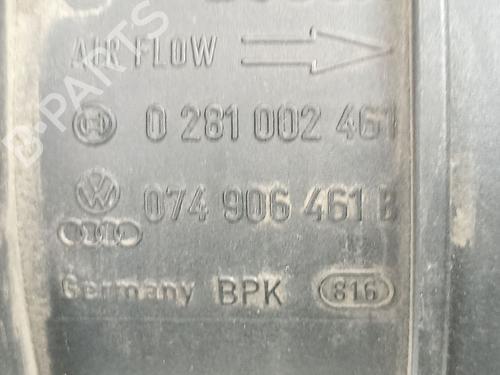 AIR FLOW
0 281 002 461
074 906 461 B
Germany BPK 816
B-PARTS